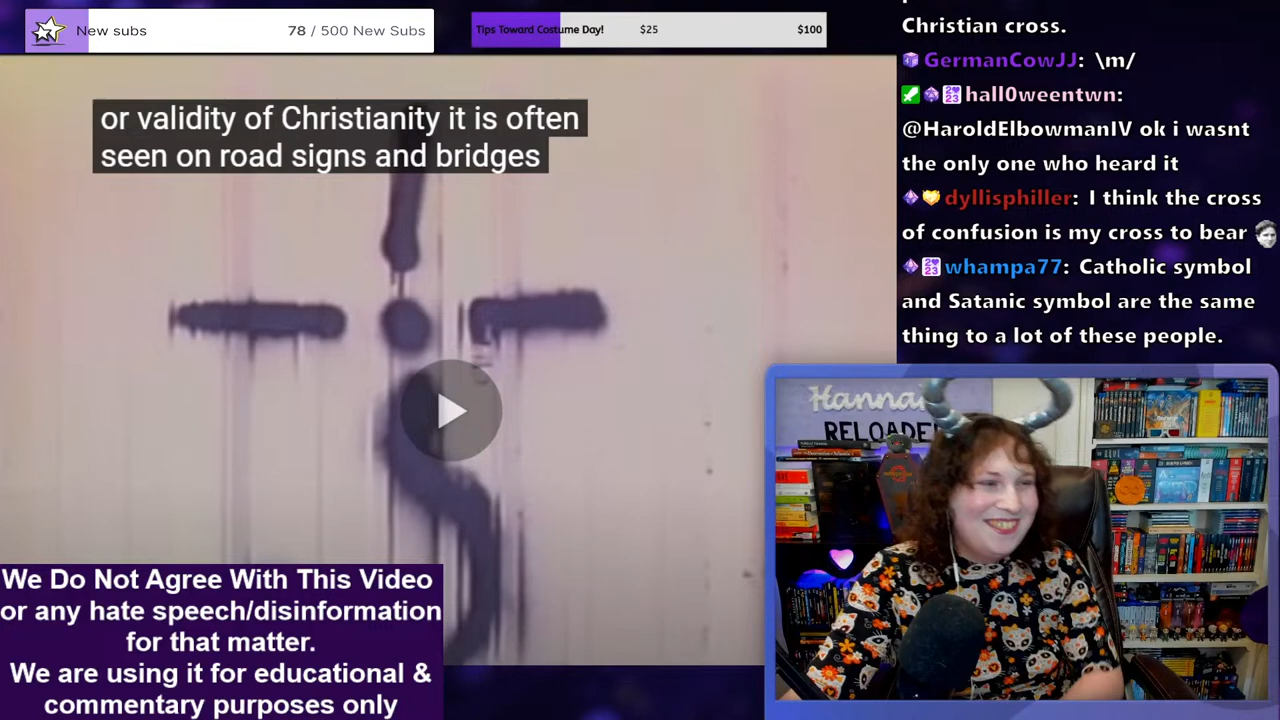 New subs
78 / 500 New Subs
Tips Toward Costume Day!
$25
$100
or validity of Christianity it is often
seen on road signs and bridges
Christian cross.
GermanCowJJ: \m/
hall0weentwn:
@HaroldElbowmanIV ok i wasnt
the only one who heard it
dyllisphiller: I think the cross
of confusion is my cross to bear
whampa77: Catholic symbol
and Satanic symbol are the same
thing to a lot of these people.
Hanna
RELOADE
We Do Not Agree With This Video
or any hate speech/disinformation
for that matter.
We are using it for educational &
commentary purposes only